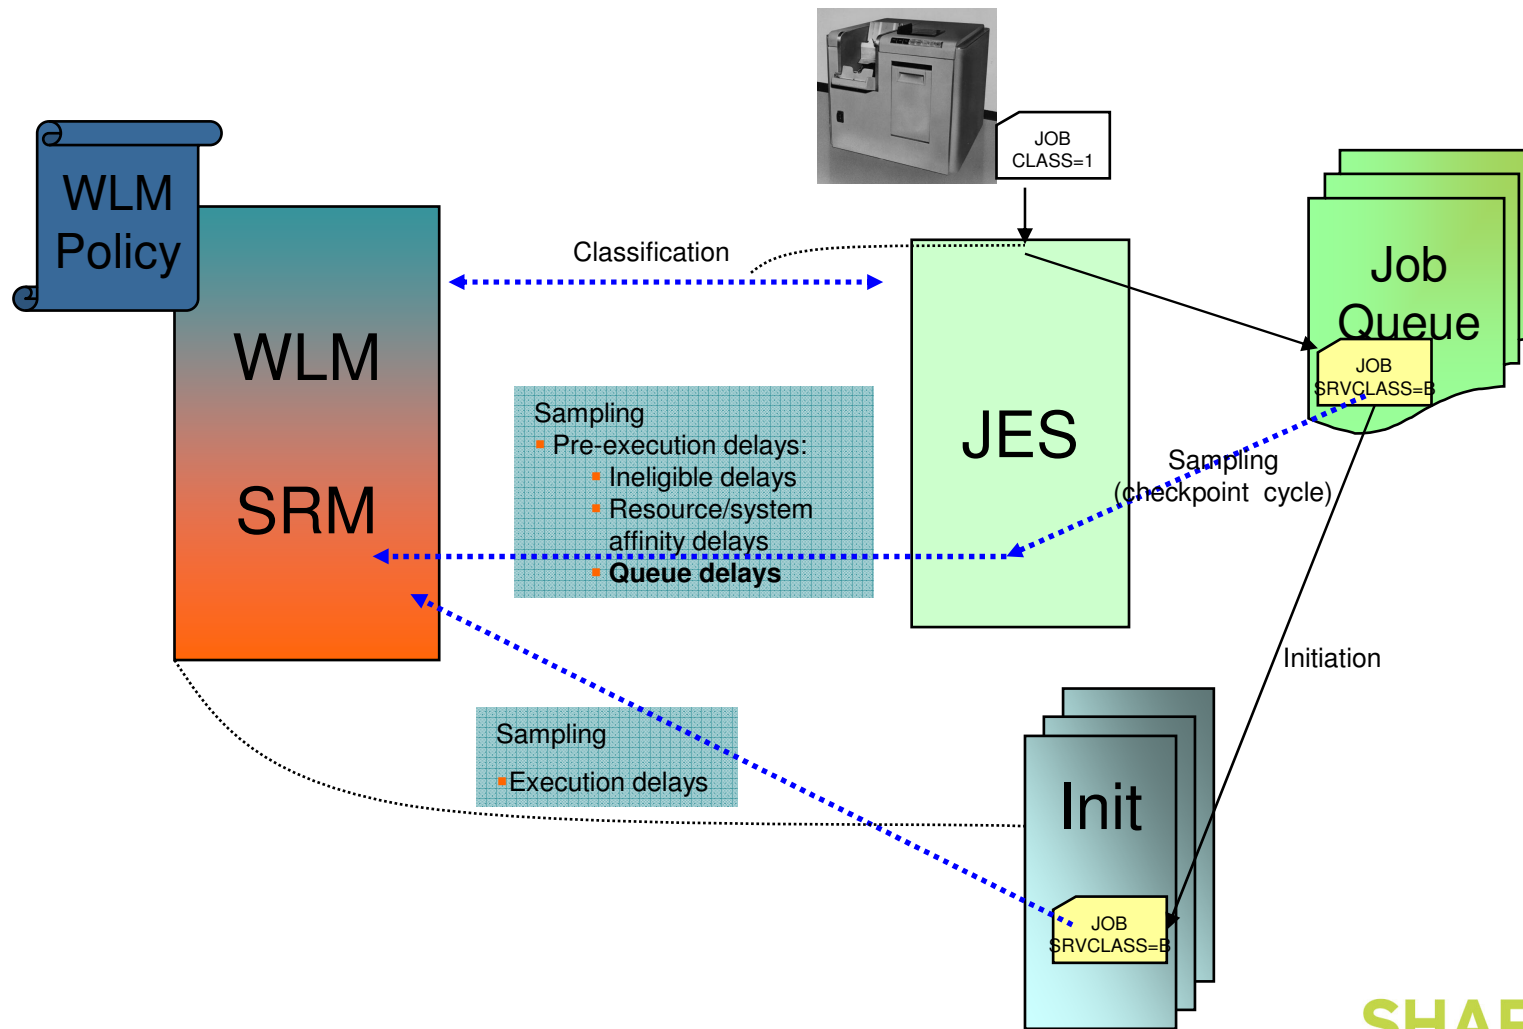 JOB
CLASS=1
WLM
Policy
Classification
Job
Queue
WLM
JOB
SRVCLASS=B
Sampling
Pre-execution delays:
Ineligible delays
Resource/system
affinity delays
Queue delays
JES
Sampling
(checkpoint cycle)
SRM
Initiation
Sampling
Execution delays
Init
JOB
SRVCLASS=B